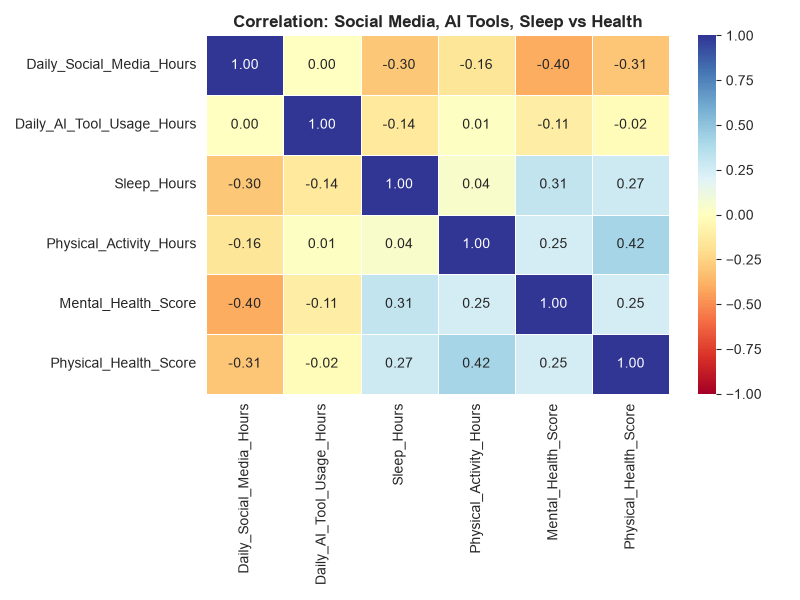 Correlation: Social Media, AI Tools, Sleep vs Health
Daily_Social_Media_Hours 1.00 0.00 -0.30 -0.16 -0.40 -0.31
Daily_AI_Tool_Usage_Hours 0.00 1.00 -0.14 0.01 -0.11 -0.02
Sleep_Hours -0.30 -0.14 1.00 0.04 0.31 0.27
Physical_Activity_Hours -0.16 0.01 0.04 1.00 0.25 0.42
Mental_Health_Score -0.40 -0.11 0.31 0.25 1.00 0.25
Physical_Health_Score -0.31 -0.02 0.27 0.42 0.25 1.00
Daily_Social_Media_Hours
Daily_AI_Tool_Usage_Hours
Sleep_Hours
Physical_Activity_Hours
Mental_Health_Score
Physical_Health_Score
1.00
0.75
0.50
0.25
0.00
−0.25
−0.50
−0.75
−1.00